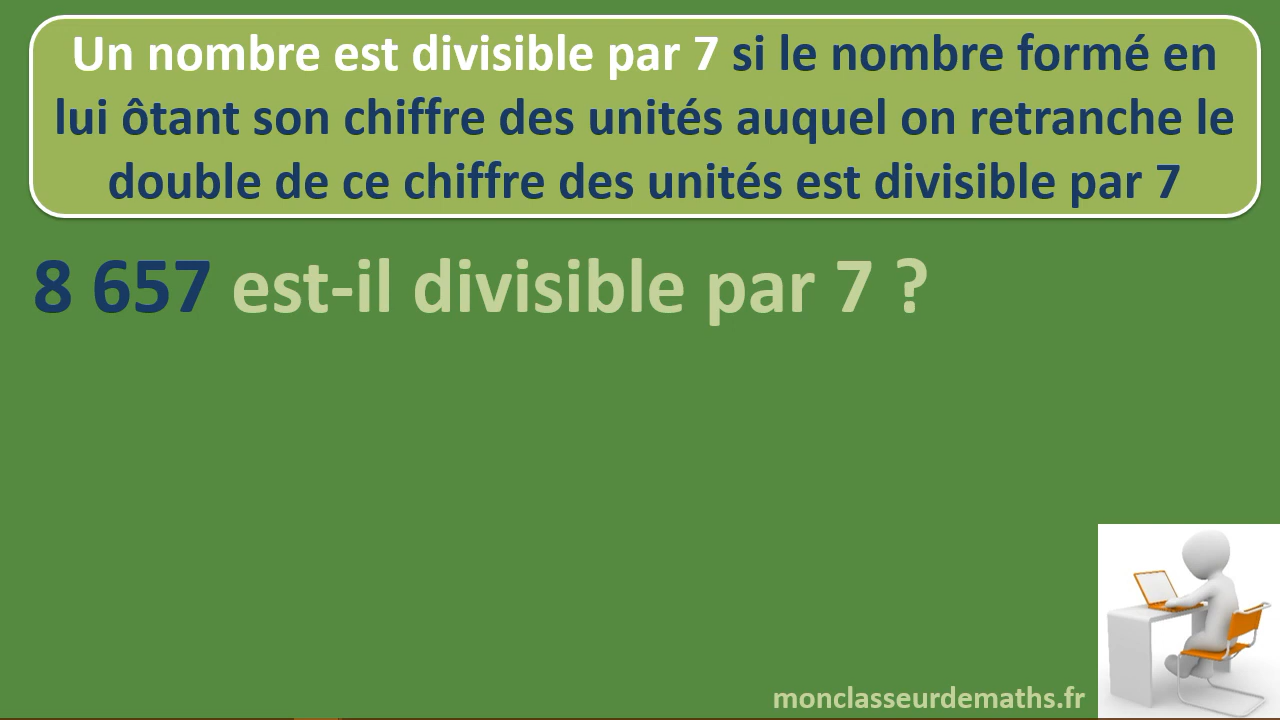 Un nombre est divisible par 7 si le nombre formé en
lui ôtant son chiffre des unités auquel on retranche le
double de ce chiffre des unités est divisible par 7
8 657 est-il divisible par 7 ?
monclasseurdemaths.fr